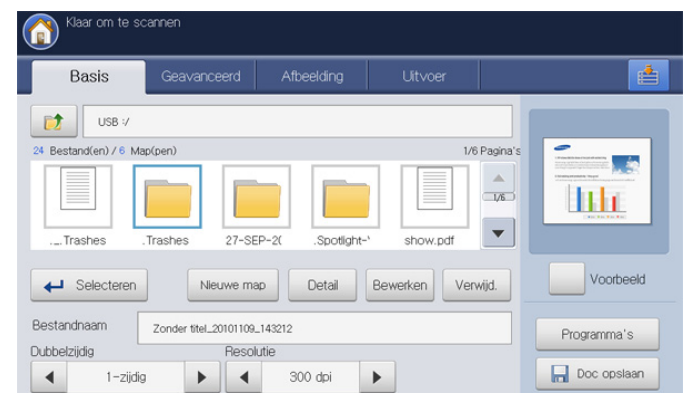 Klaar om te scannen
Basis Geavanceerd Afbeelding Uitvoer
USB :/
24 Bestand(en) / 6 Map(pen) 1/6 Pagina's
1/6
._Trashes .Trashes 27-SEP-2( .Spotlight-' show.pdf
Selecteren Nieuwe map Detail Bewerken Verwijd.
Voorbeeld
Bestandnaam Zonder titel_20101109_143212
Programma's
Dubbelzijdig Resolutie
1-zijdig 300 dpi
Doc opslaan